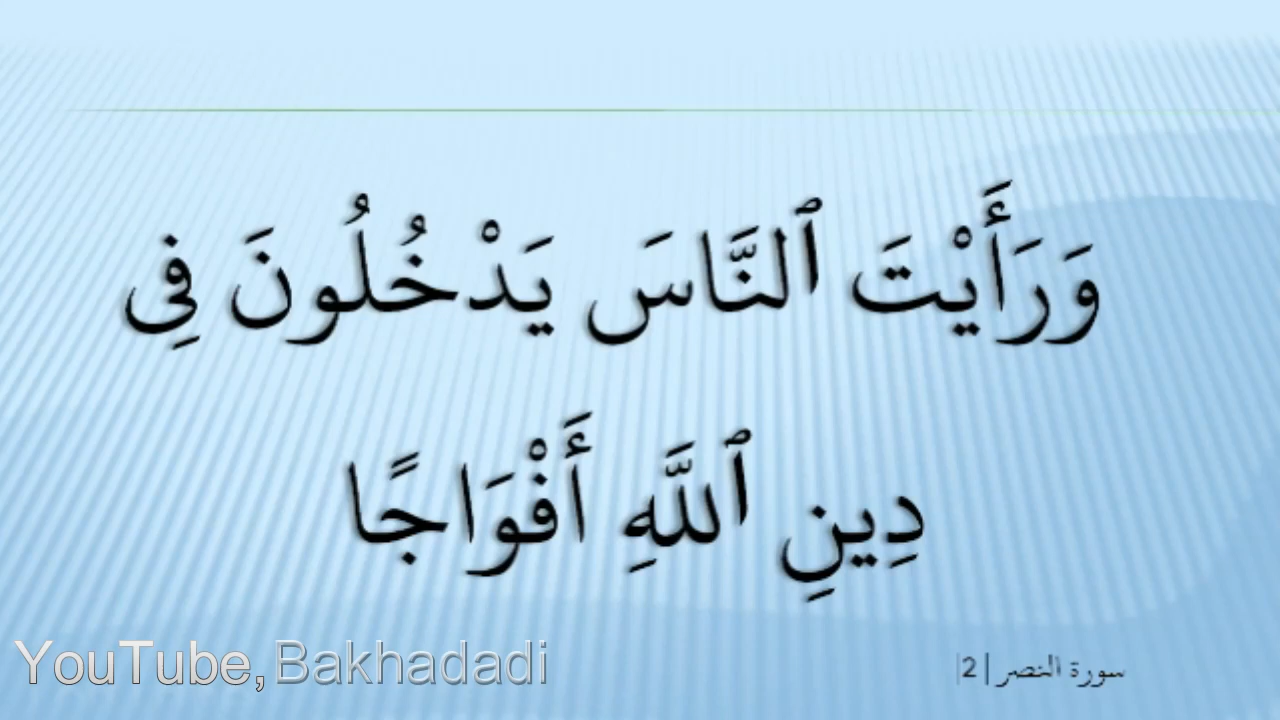 وَرَأَيْتَ ٱلنَّاسَ يَدْخُلُونَ فِى
دِينِ ٱللَّهِ أَفْوَاجًا
سورة النصر | 2
YouTube,Bakhadadi